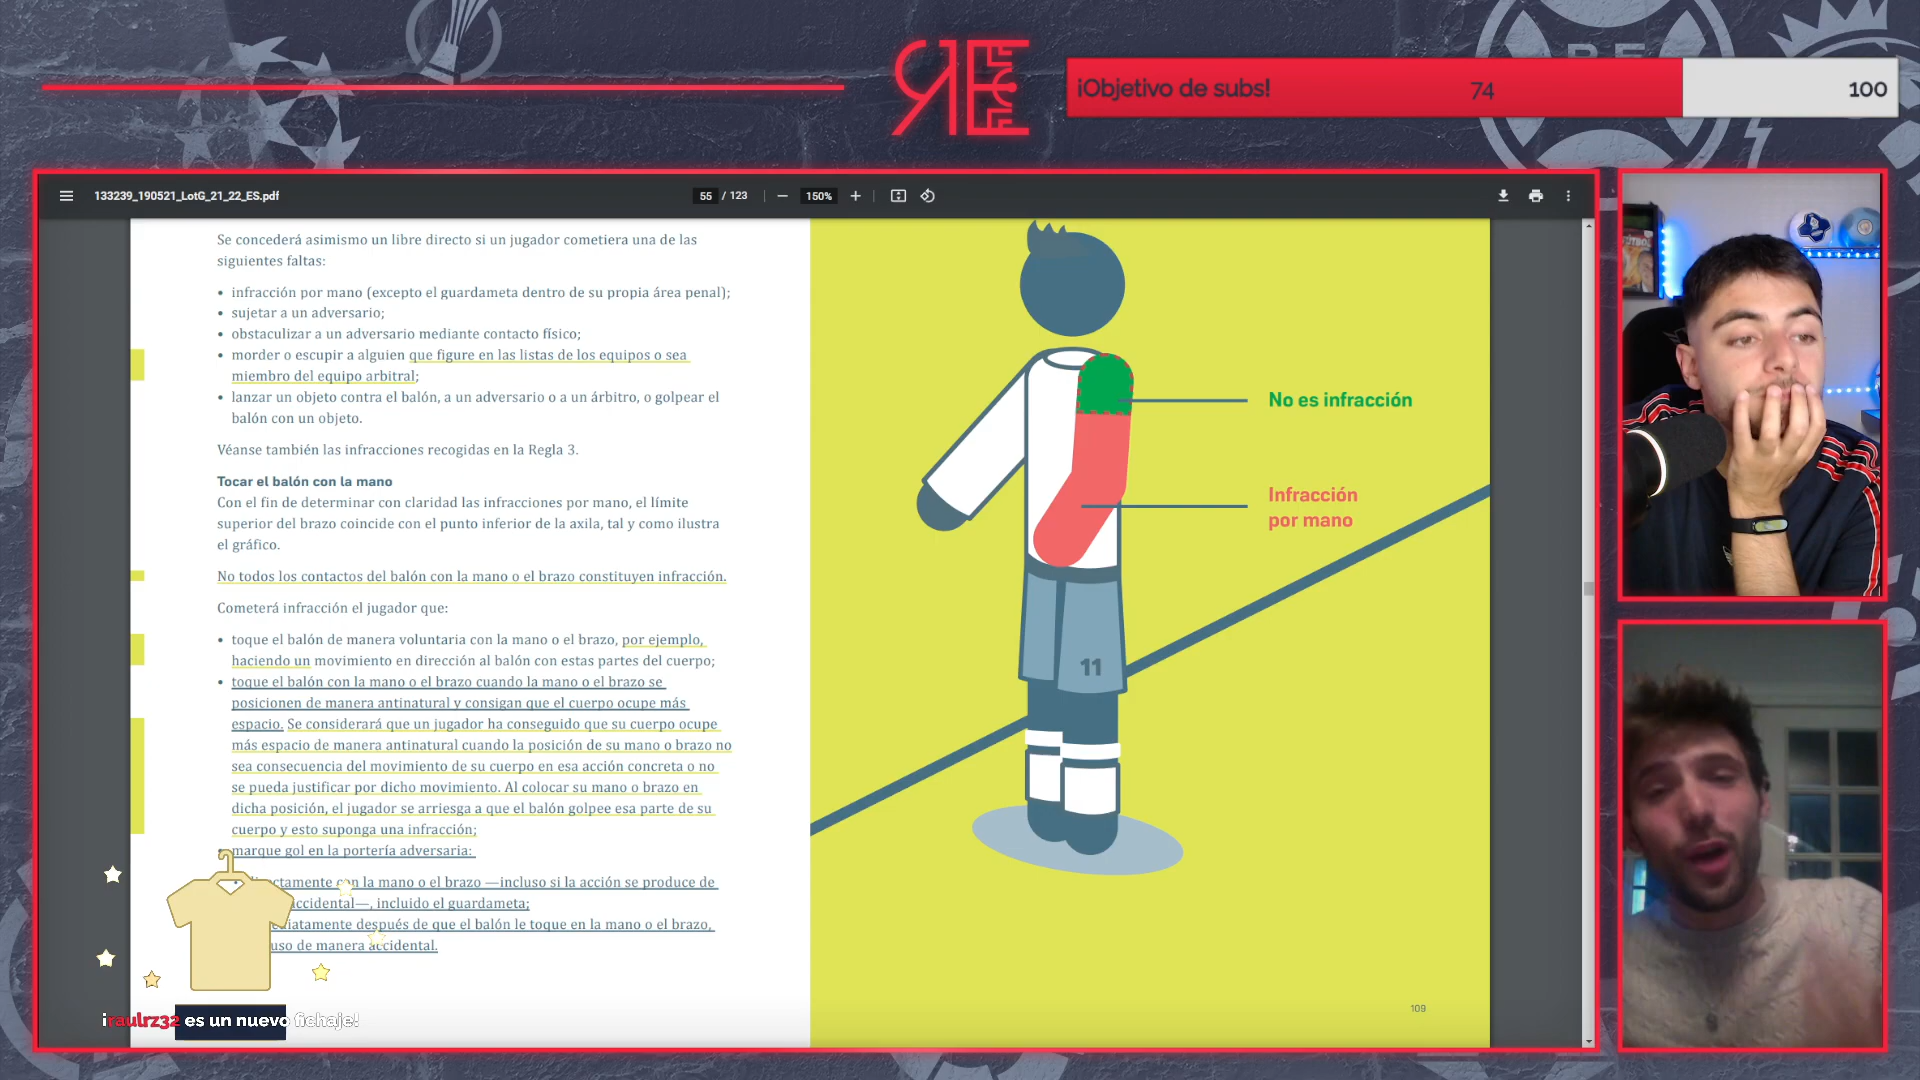 ¡Objetivo de subs!
74
100
133239_190521_LotG_21_22_ES.pdf
55 / 123
150%
Se concederá asimismo un libre directo si un jugador cometiera una de las
siguientes faltas:
• infracción por mano (excepto el guardameta dentro de su propia área penal);
• sujetar a un adversario;
• obstaculizar a un adversario mediante contacto físico;
• morder o escupir a alguien que figure en las listas de los equipos o sea
miembro del equipo arbitral;
• lanzar un objeto contra el balón, a un adversario o a un árbitro, o golpear el
balón con un objeto.
Véanse también las infracciones recogidas en la Regla 3.
Tocar el balón con la mano
Con el fin de determinar con claridad las infracciones por mano, el límite
superior del brazo coincide con el punto inferior de la axila, tal y como ilustra
el gráfico.
No todos los contactos del balón con la mano o el brazo constituyen infracción.
Cometerá infracción el jugador que:
• toque el balón de manera voluntaria con la mano o el brazo, por ejemplo,
haciendo un movimiento en dirección al balón con estas partes del cuerpo;
• toque el balón con la mano o el brazo cuando la mano o el brazo se
posicionen de manera antinatural y consigan que el cuerpo ocupe más
espacio. Se considerará que un jugador ha conseguido que su cuerpo ocupe
más espacio de manera antinatural cuando la posición de su mano o brazo no
sea consecuencia del movimiento de su cuerpo en esa acción concreta o no
se pueda justificar por dicho movimiento. Al colocar su mano o brazo en
dicha posición, el jugador se arriesga a que el balón golpee esa parte de su
cuerpo y esto suponga una infracción;
marque gol en la portería adversaria:
con la mano o el brazo —incluso si la acción se produce de
accidental—, incluido el guardameta;
después de que el balón le toque en la mano o el brazo,
de manera accidental.
No es infracción
Infracción
por mano
11
109
¡raulrz32 es un nuevo fichaje!